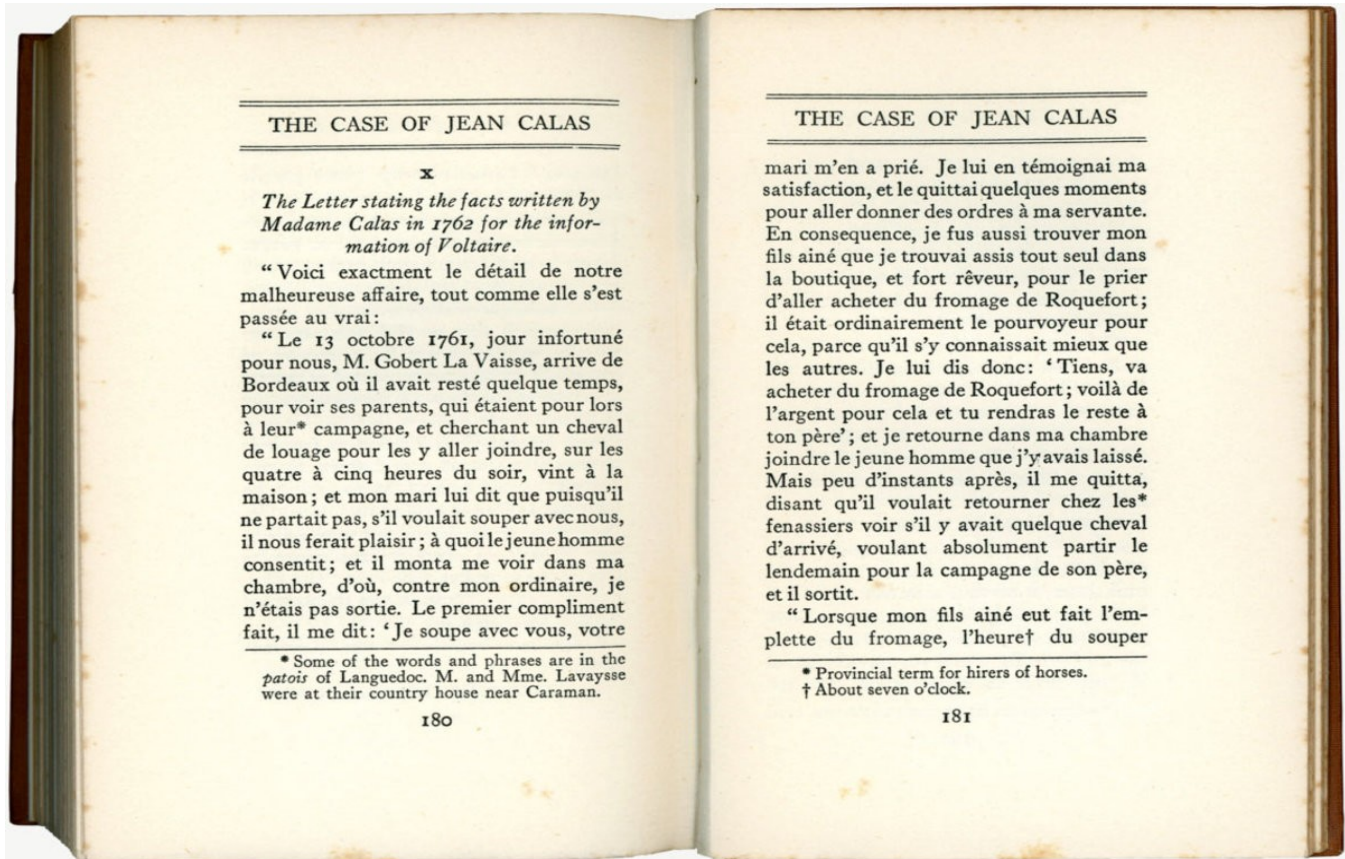 THE CASE OF JEAN CALAS
X
The Letter stating the facts written by
Madame Calas in 1762 for the infor-
mation of Voltaire.
“Voici exactment le détail de notre
malheureuse affaire, tout comme elle s’est
passée au vrai:
“Le 13 octobre 1761, jour infortuné
pour nous, M. Gobert La Vaisse, arrive de
Bordeaux où il avait resté quelque temps,
pour voir ses parents, qui étaient pour lors
à leur* campagne, et cherchant un cheval
de louage pour les y aller joindre, sur les
quatre à cinq heures du soir, vint à la
maison; et mon mari lui dit que puisqu’il
ne partait pas, s’il voulait souper avec nous,
il nous ferait plaisir; à quoi le jeune homme
consentit; et il monta me voir dans ma
chambre, d’où, contre mon ordinaire, je
n’étais pas sortie. Le premier compliment
fait, il me dit: ‘Je soupe avec vous, votre
* Some of the words and phrases are in the
patois of Languedoc. M. and Mme. Lavaysse
were at their country house near Caraman.
180
THE CASE OF JEAN CALAS
mari m’en a prié. Je lui en témoignai ma
satisfaction, et le quittai quelques moments
pour aller donner des ordres à ma servante.
En consequence, je fus aussi trouver mon
fils ainé que je trouvai assis tout seul dans
la boutique, et fort rêveur, pour le prier
d’aller acheter du fromage de Roquefort;
il était ordinairement le pourvoyeur pour
cela, parce qu’il s’y connaissait mieux que
les autres. Je lui dis donc: ‘Tiens, va
acheter du fromage de Roquefort; voilà de
l’argent pour cela et tu rendras le reste à
ton père’; et je retourne dans ma chambre
joindre le jeune homme que j’y avais laissé.
Mais peu d’instants après, il me quitta,
disant qu’il voulait retourner chez les*
fenassiers voir s’il y avait quelque cheval
d’arrivé, voulant absolument partir le
lendemain pour la campagne de son père,
et il sortit.
“Lorsque mon fils ainé eut fait l’em-
plette du fromage, l’heure† du souper
* Provincial term for hirers of horses.
† About seven o’clock.
181